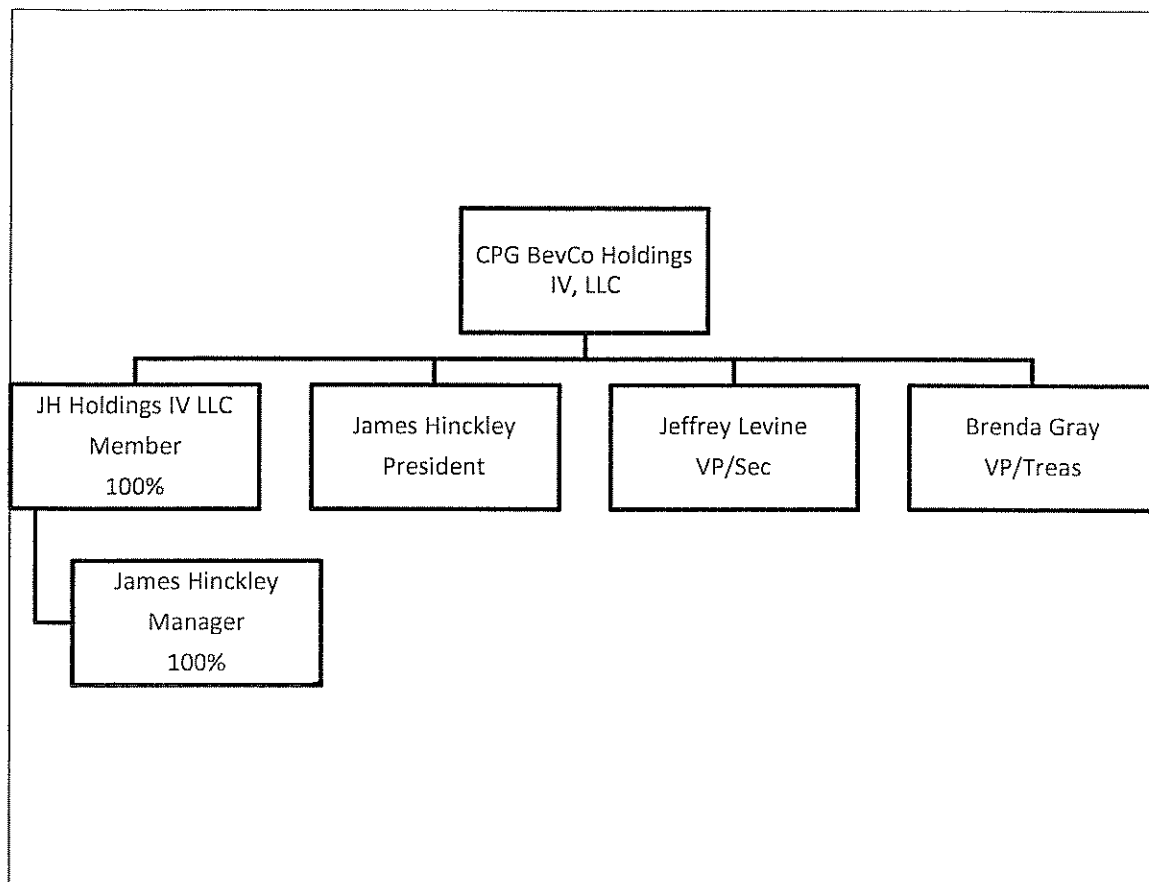 CPG BevCo Holdings
IV, LLC
JH Holdings IV LLC
Member
100%
James Hinckley
President
Jeffrey Levine
VP/Sec
Brenda Gray
VP/Treas
James Hinckley
Manager
100%